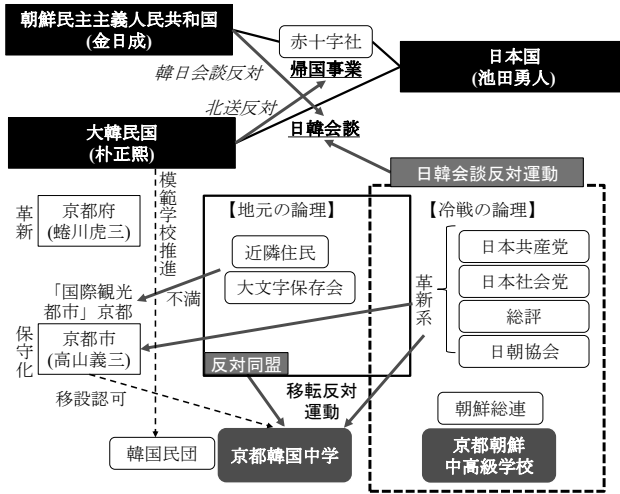 朝鮮民主主義人民共和国
(金日成)
赤十字社
帰国事業
日本国
(池田勇人)
韓日会談反対
北送反対
日韓会談
大韓民国
(朴正熙)
日韓会談反対運動
模範学校推進
革新
京都府
(蜷川虎三)
【地元の論理】
【冷戦の論理】
近隣住民
大文字保存会
日本共産党
日本社会党
総評
日朝協会
革新系
「国際観光
都市」京都
不満
保守化
京都市
(高山義三)
反対同盟
移設認可
移転反対
運動
朝鮮総連
韓国民団
京都韓国中学
京都朝鮮
中高級学校